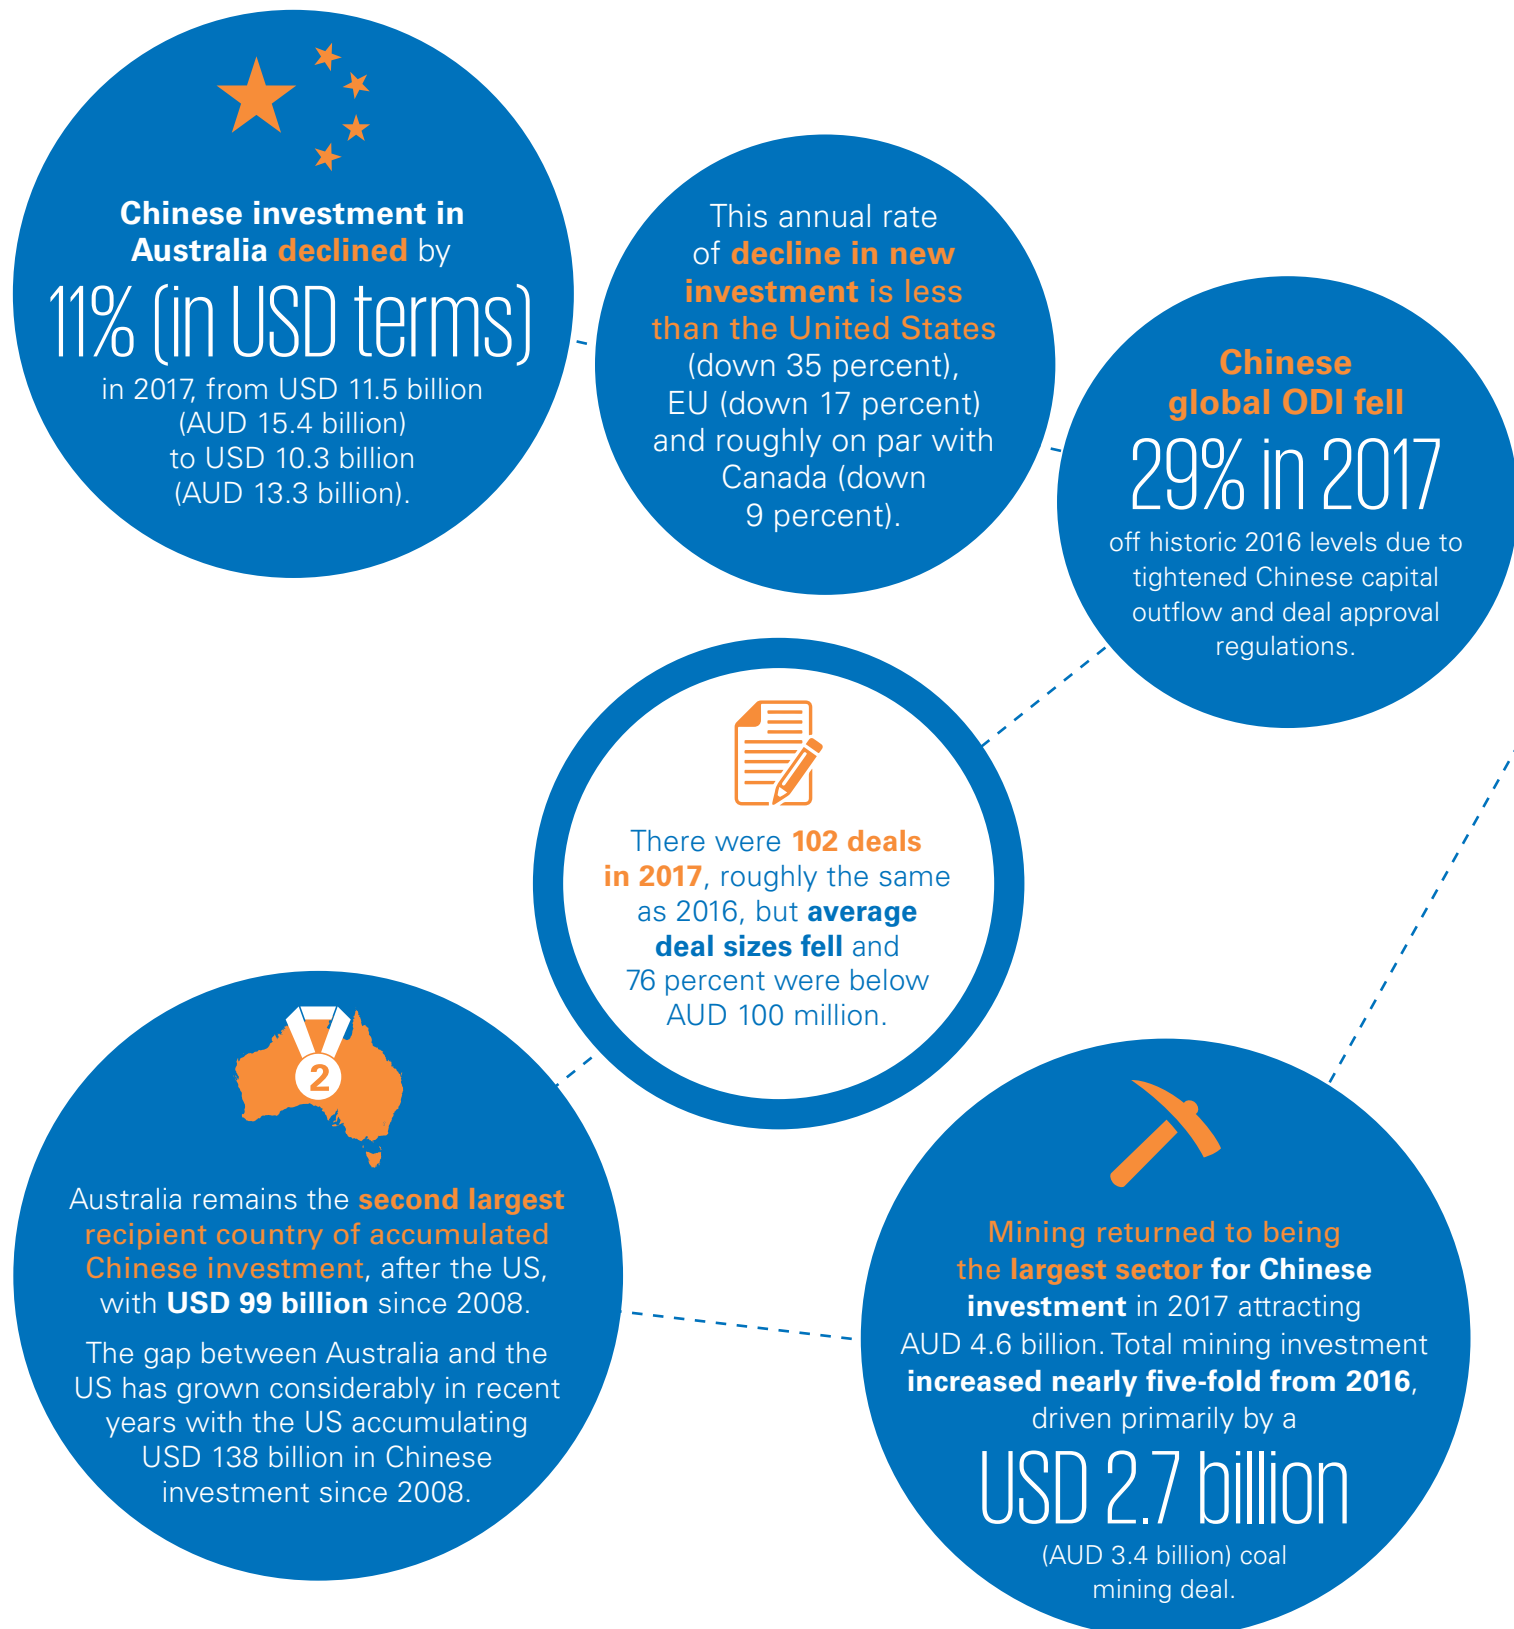 Chinese investment in
Australia declined by
11% (in USD terms)
in 2017, from USD 11.5 billion
(AUD 15.4 billion)
to USD 10.3 billion
(AUD 13.3 billion).
This annual rate
of decline in new
investment is less
than the United States
(down 35 percent),
EU (down 17 percent)
and roughly on par with
Canada (down
9 percent).
Chinese
global ODI fell
29% in 2017
off historic 2016 levels due to
tightened Chinese capital
outflow and deal approval
regulations.
There were 102 deals
in 2017, roughly the same
as 2016, but average
deal sizes fell and
76 percent were below
AUD 100 million.
2
Australia remains the second largest
recipient country of accumulated
Chinese investment, after the US,
with USD 99 billion since 2008.
The gap between Australia and the
US has grown considerably in recent
years with the US accumulating
USD 138 billion in Chinese
investment since 2008.
Mining returned to being
the largest sector for Chinese
investment in 2017 attracting
AUD 4.6 billion. Total mining investment
increased nearly five-fold from 2016,
driven primarily by a
USD 2.7 billion
(AUD 3.4 billion) coal
mining deal.